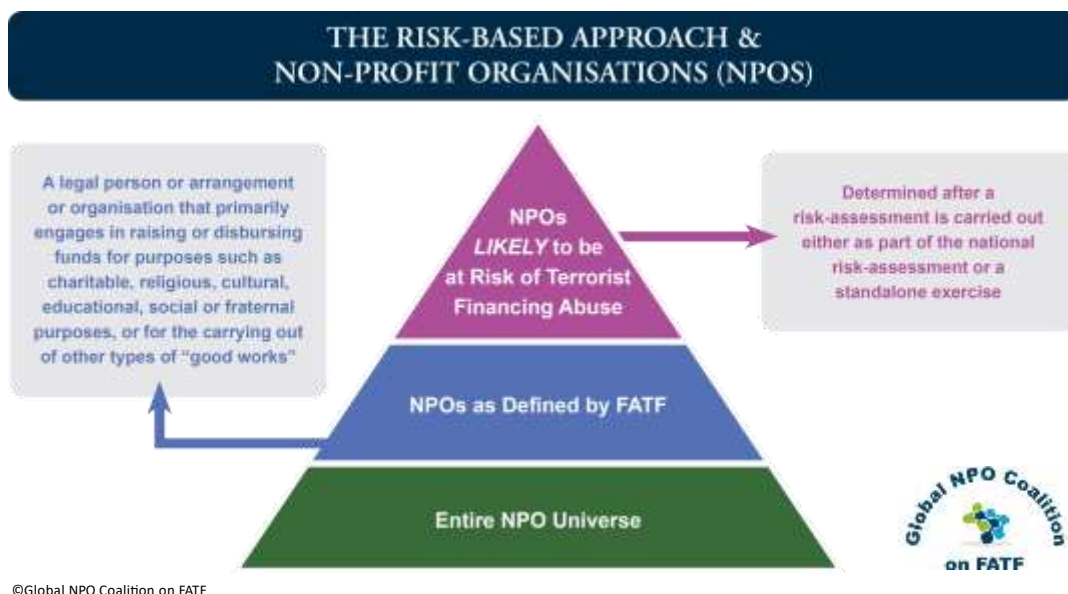 THE RISK-BASED APPROACH &
NON-PROFIT ORGANISATIONS (NPOS)
A legal person or arrangement
or organisation that primarily
engages in raising or disbursing
funds for purposes such as
charitable, religious, cultural,
educational, social or fraternal
purposes, or for the carrying out
of other types of “good works”
NPOs
LIKELY to be
at Risk of Terrorist
Financing Abuse
Determined after a
risk-assessment is carried out
either as part of the national
risk-assessment or a
standalone exercise
NPOs as Defined by FATF
Entire NPO Universe
Global NPO Coalition
on FATF
©Global NPO Coalition on FATF